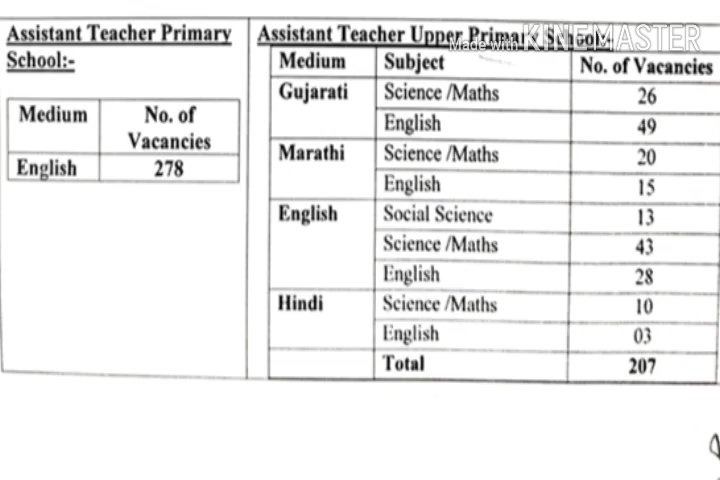 Assistant Teacher Primary
School:-
Medium No. of
Vacancies
English 278
Assistant Teacher Upper Primary School:-
Made with KINEMASTER
Medium Subject No. of Vacancies
Gujarati Science /Maths 26
English 49
Marathi Science /Maths 20
English 15
English Social Science 13
Science /Maths 43
English 28
Hindi Science /Maths 10
English 03
Total 207